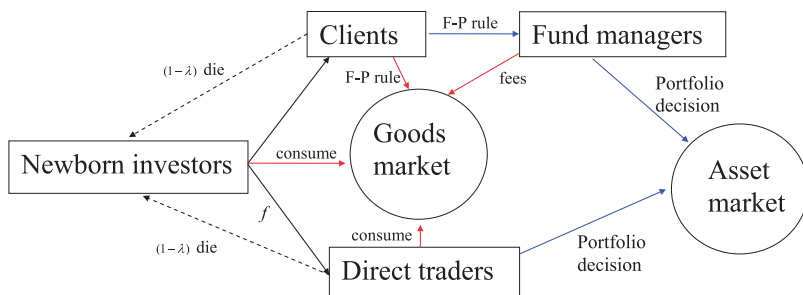 Clients
F-P rule
Fund managers
(1−λ) die
F-P rule
fees
Portfolio
decision
Goods
market
Newborn investors
consume
Asset
market
f
(1−λ) die
consume
Direct traders
Portfolio
decision